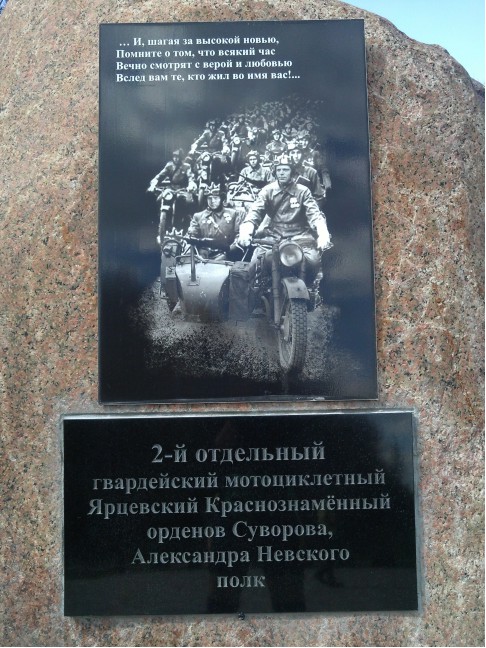 ... И, шагая за высокой новью,
Помните о том, что всякий час
Вечно смотрят с верой и любовью
Вслед вам те, кто жил во имя вас!...
2-й отдельный
гвардейский мотоциклетный
Ярцевский Краснознамённый
орденов Суворова,
Александра Невского
полк